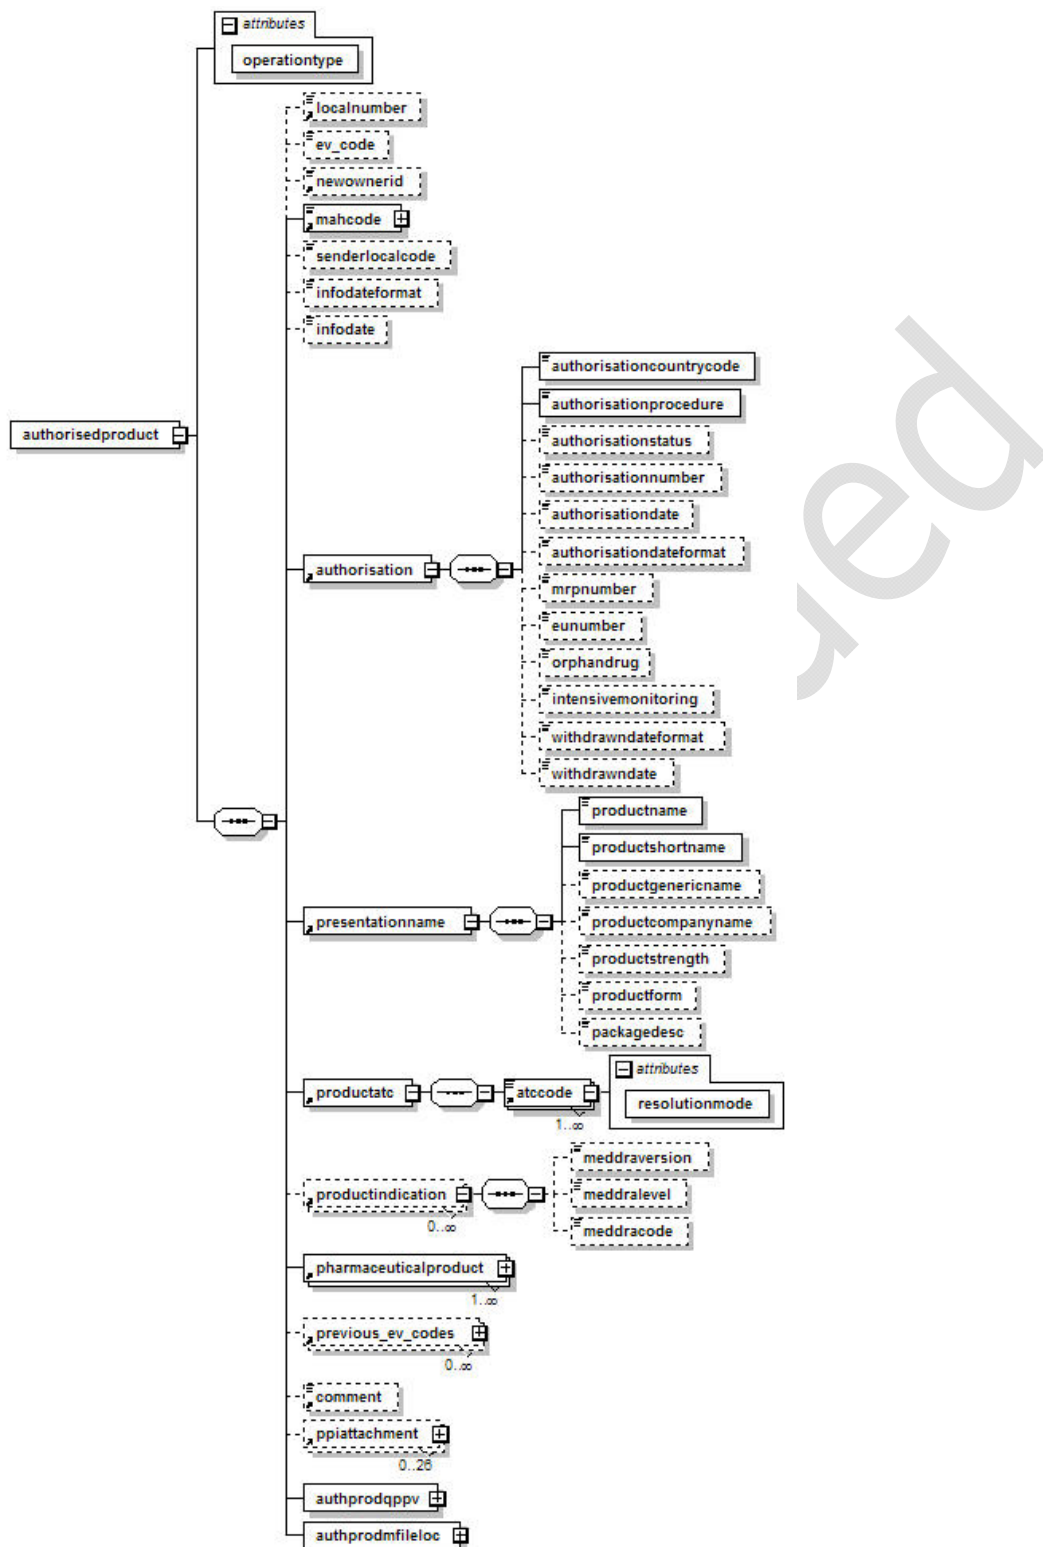 attributes
operationtype
localnumber
ev_code
newownerid
mahcode
senderlocalcode
infodateformat
infodate
authorisedproduct
authorisation
authorisationcountrycode
authorisationprocedure
authorisationstatus
authorisationnumber
authorisationdate
authorisationdateformat
mrpnumber
eunumber
orphandrug
intensivemonitoring
withdrawndateformat
withdrawndate
presentationname
productname
productshortname
productgenericname
productcompanyname
productstrength
productform
packagedesc
productatc
atccode
1..∞
attributes
resolutionmode
productindication
0..∞
meddraversion
meddralevel
meddracode
pharmaceuticalproduct
1..∞
previous_ev_codes
0..∞
comment
ppiattachment
0..26
authprodqppv
authprodmfileloc